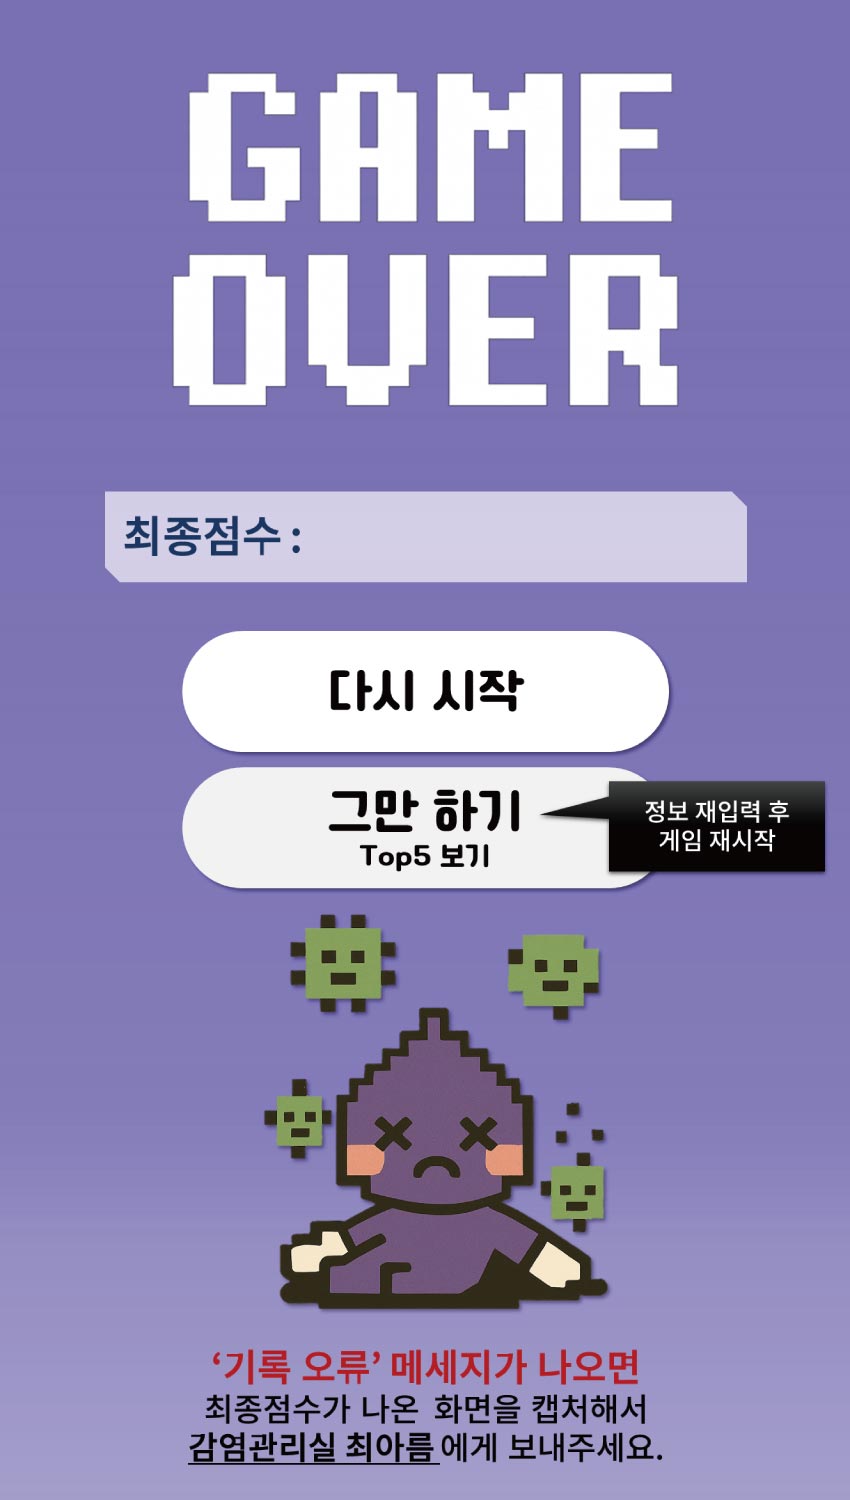 GAME
OVER
최종점수 :
다시 시작
그만 하기
Top5 보기
정보 재입력 후
게임 재시작
‘기록 오류’ 메세지가 나오면
최종점수가 나온 화면을 캡처해서
감염관리실 최아름 에게 보내주세요.